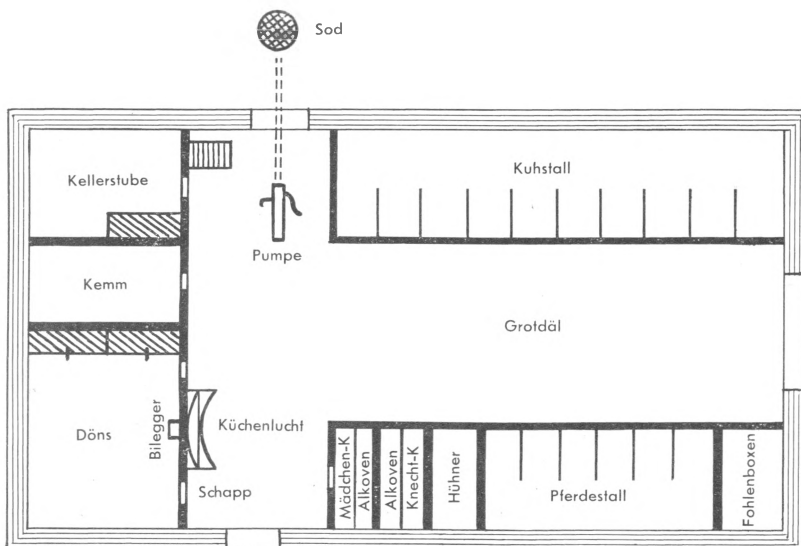 Sod
Kellerstube
Kuhstall
Pumpe
Kemm
Grotdäl
Döns
Bilegger
Küchenlucht
Schapp
Mädchen-K
Alkoven
Alkoven
Knecht-K
Hühner
Pferdestall
Fohlenboxen